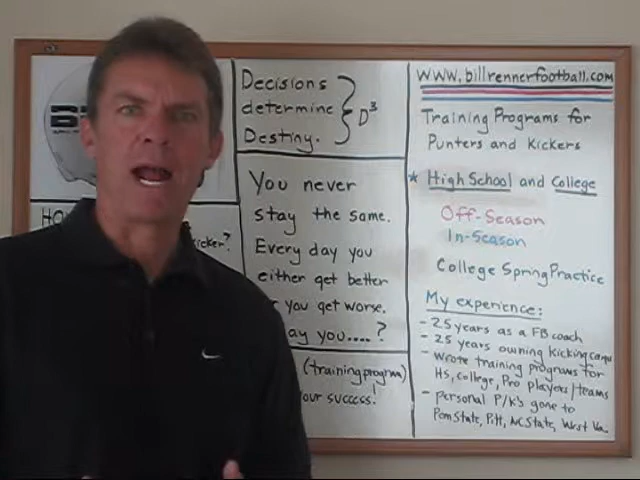 Decisions
determine
Destiny.
D³
You never
stay the same.
Every day you
either get better
you get worse.
ay you....?
HO
icker?
(training program)
our success!
www.billrennerfootball.com
Training Programs for
Punters and Kickers
* High School and College
Off-Season
In-Season
College Spring Practice
My experience:
- 25 years as a FB coach
- 25 years owning kicking camps
- Wrote training programs for
HS, college, Pro players/teams
- personal P/K's gone to
Penn State, Pitt, NC State, West Va.